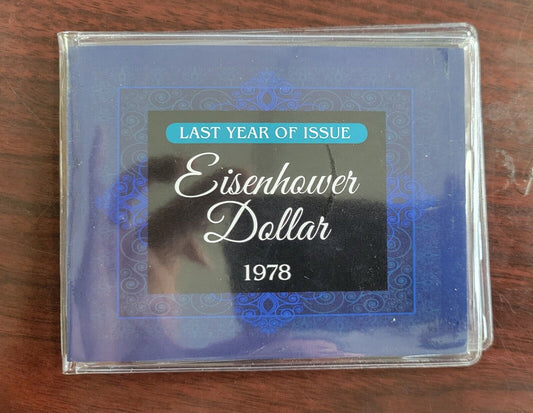 LAST YEAR OF ISSUE
Eisenhower
Dollar
1978